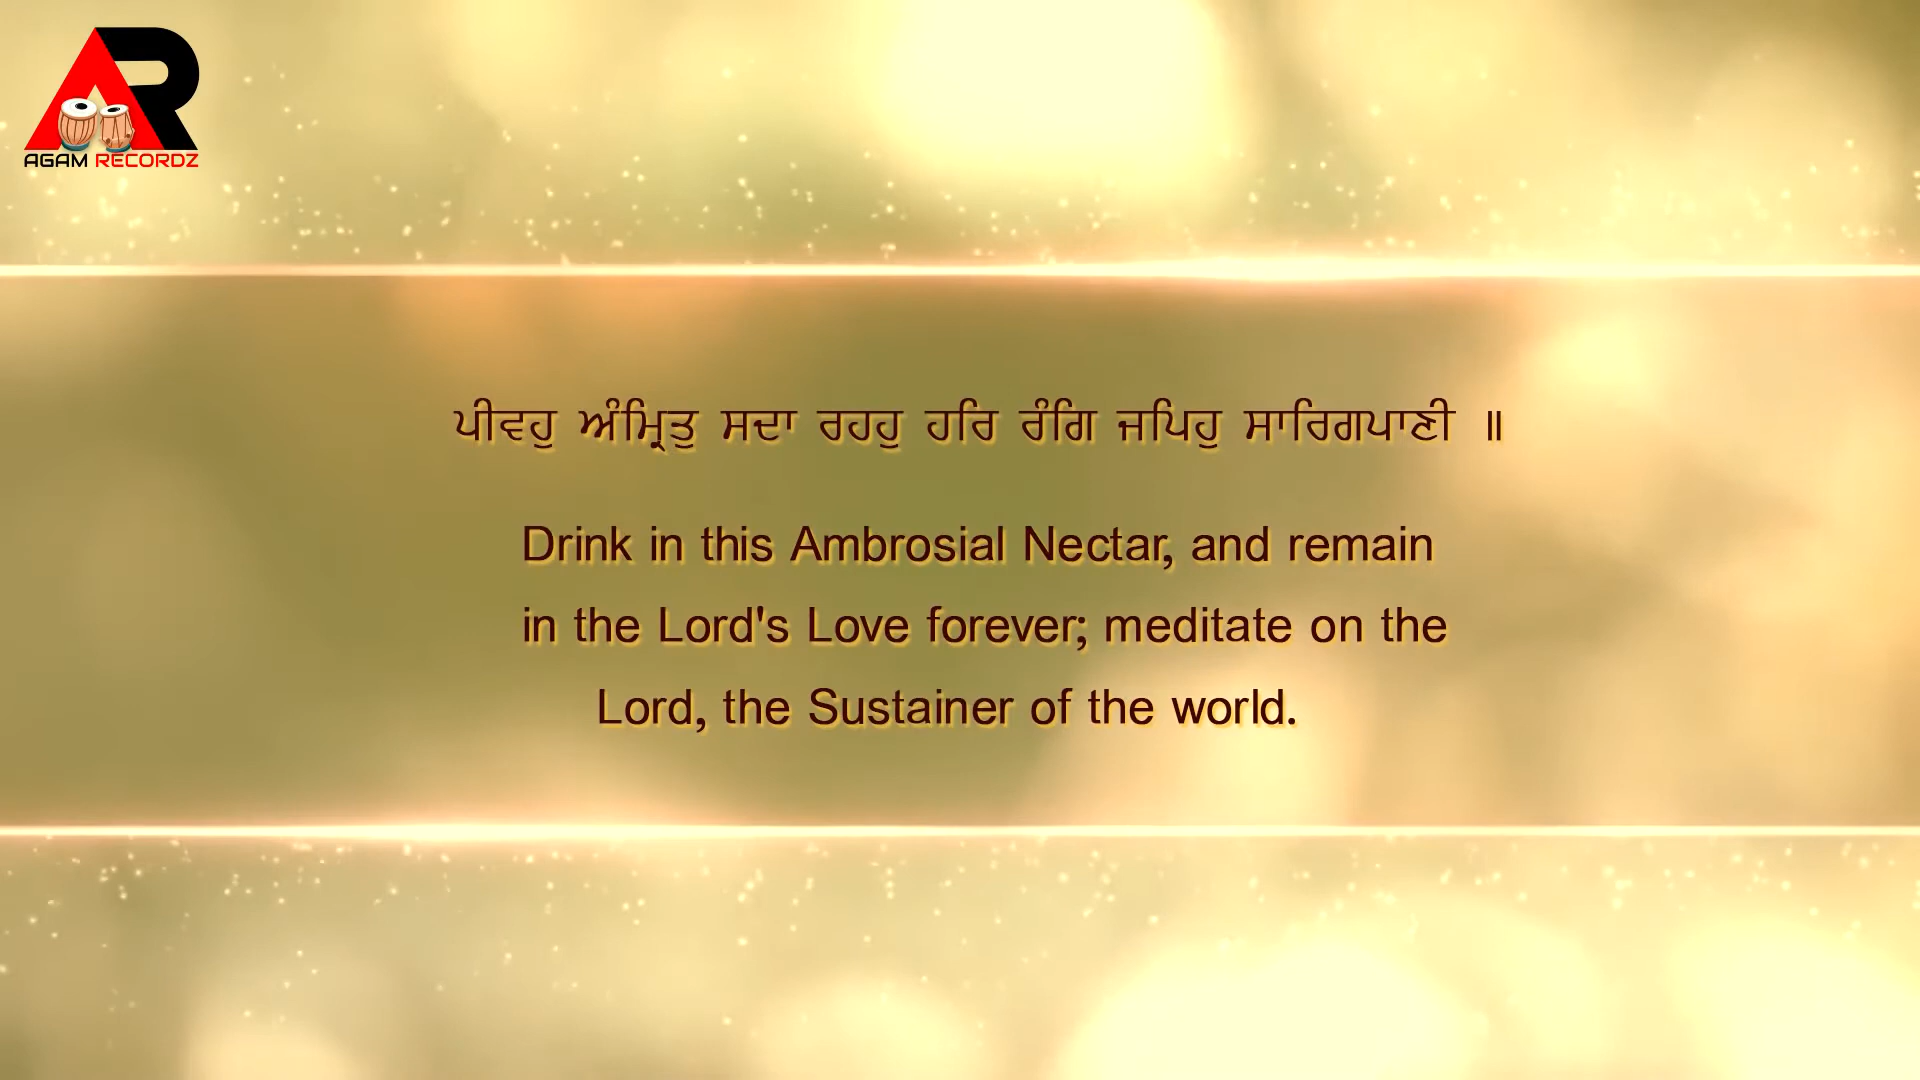 AGAM RECORDZ
ਪੀਵਹੁ ਅੰਮ੍ਰਿਤੁ ਸਦਾ ਰਹਹੁ ਹਰਿ ਰੰਗਿ ਜਪਿਹੁ ਸਾਰਿਗਪਾਣੀ ॥
Drink in this Ambrosial Nectar, and remain
in the Lord's Love forever; meditate on the
Lord, the Sustainer of the world.